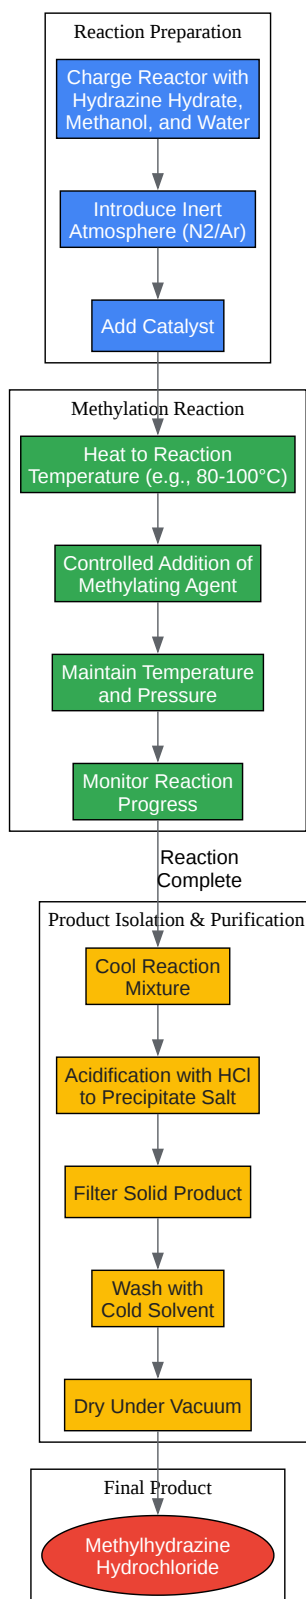 Reaction Preparation
Charge Reactor with
Hydrazine Hydrate,
Methanol, and Water
Introduce Inert
Atmosphere (N2/Ar)
Add Catalyst
Methylation Reaction
Heat to Reaction
Temperature (e.g., 80-100°C)
Controlled Addition of
Methylating Agent
Maintain Temperature
and Pressure
Monitor Reaction
Progress
Reaction
Complete
Product Isolation & Purification
Cool Reaction
Mixture
Acidification with HCl
to Precipitate Salt
Filter Solid Product
Wash with
Cold Solvent
Dry Under Vacuum
Final Product
Methylhydrazine
Hydrochloride